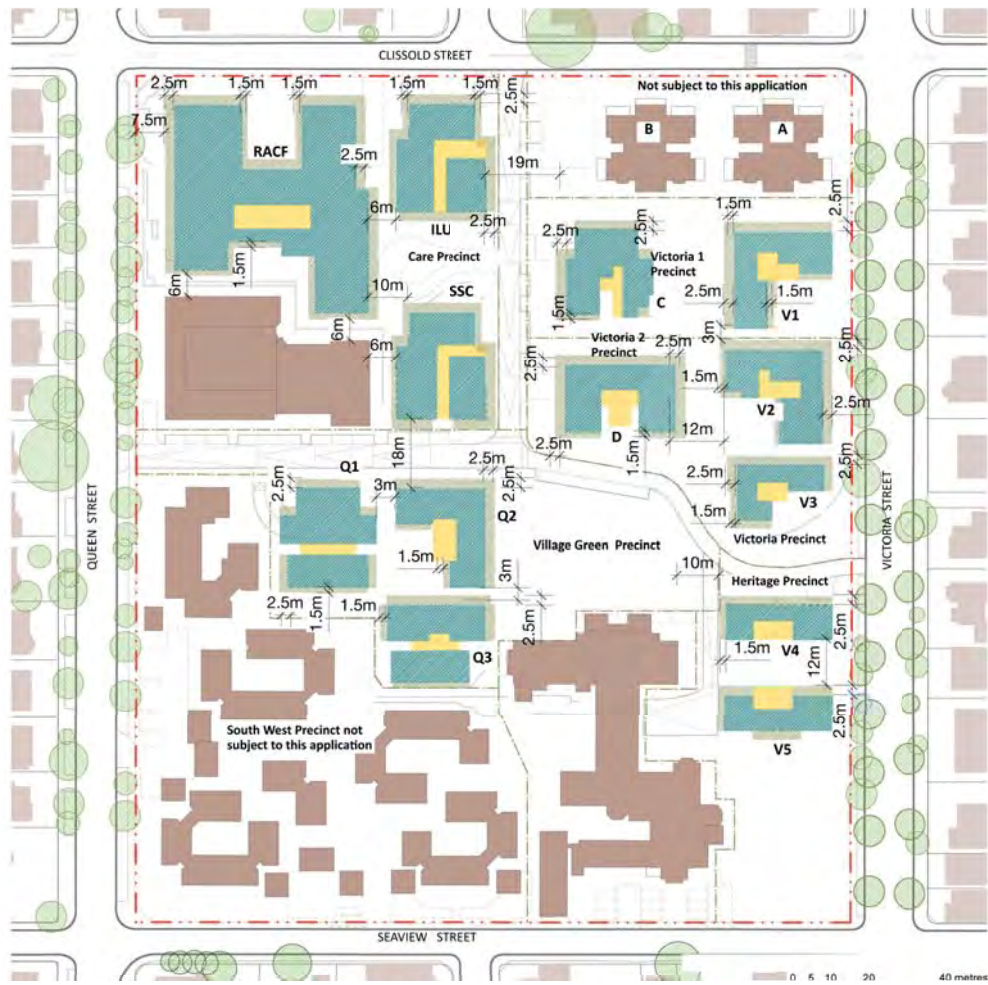 CLISSOLD STREET
2.5m
1.5m
1.5m
1.5m
1.5m
2.5m
Not subject to this application
B
A
7.5m
RACF
2.5m
19m
6m
ILU
2.5m
1.5m
2.5m
2.5m
2.5m
Care Precinct
Victoria 1
Precinct
1.5m
6m
10m
SSC
C
2.5m
1.5m
V1
1.5m
6m
Victoria 2
Precinct
3m
2.5m
6m
2.5m
2.5m
1.5m
V2
2.5m
D
12m
18m
2.5m
1.5m
2.5m
Q1
2.5m
3m
2.5m
2.5m
Q2
V3
1.5m
QUEEN STREET
VICTORIA STREET
Village Green Precinct
Victoria Precinct
1.5m
3m
10m
Heritage Precinct
2.5m
1.5m
1.5m
2.5m
Q3
1.5m
V4
2.5m
12m
South West Precinct not
subject to this application
2.5m
V5
SEAVIEW STREET
0 5 10 20 40 metres